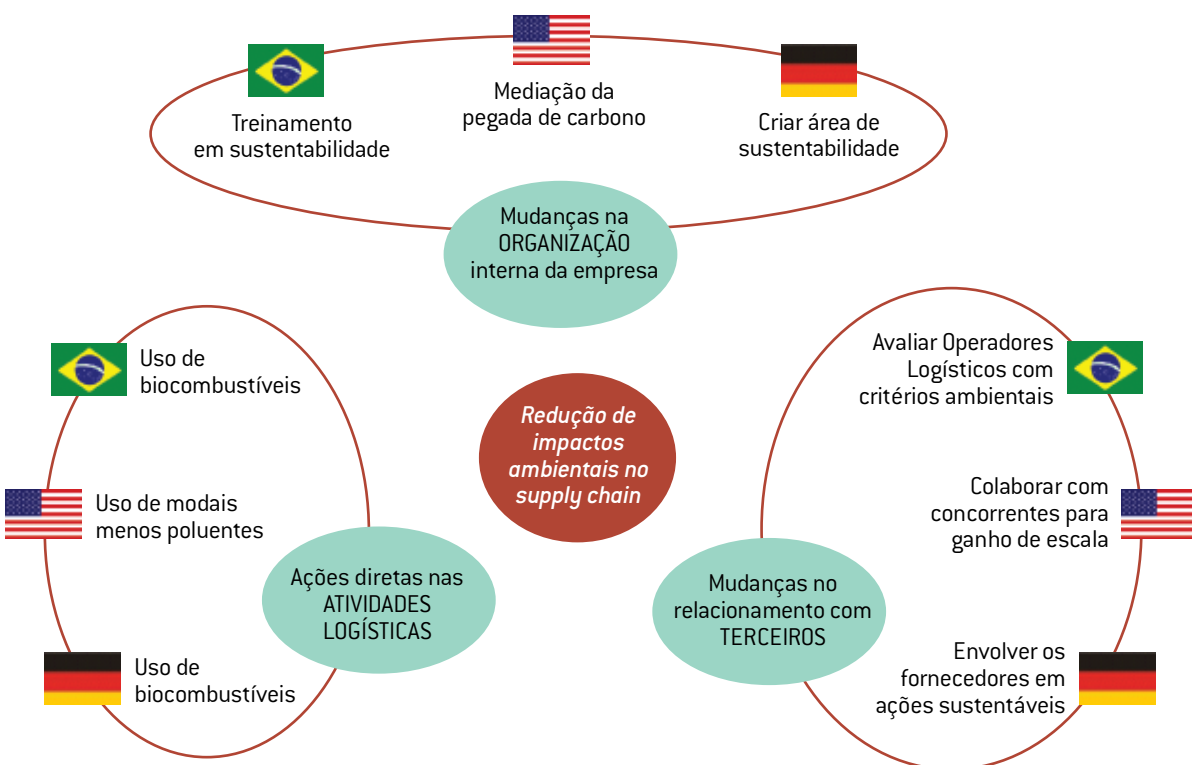 Treinamento
em sustentabilidade
Mediação da
pegada de carbono
Criar área de
sustentabilidade
Mudanças na
ORGANIZAÇÃO
interna da empresa
Uso de
biocombustíveis
Uso de modais
menos poluentes
Uso de
biocombustíveis
Ações diretas nas
ATIVIDADES
LOGÍSTICAS
Redução de
impactos
ambientais no
supply chain
Avaliar Operadores
Logísticos com
critérios ambientais
Colaborar com
concorrentes para
ganho de escala
Envolver os
fornecedores em
ações sustentáveis
Mudanças no
relacionamento com
TERCEIROS